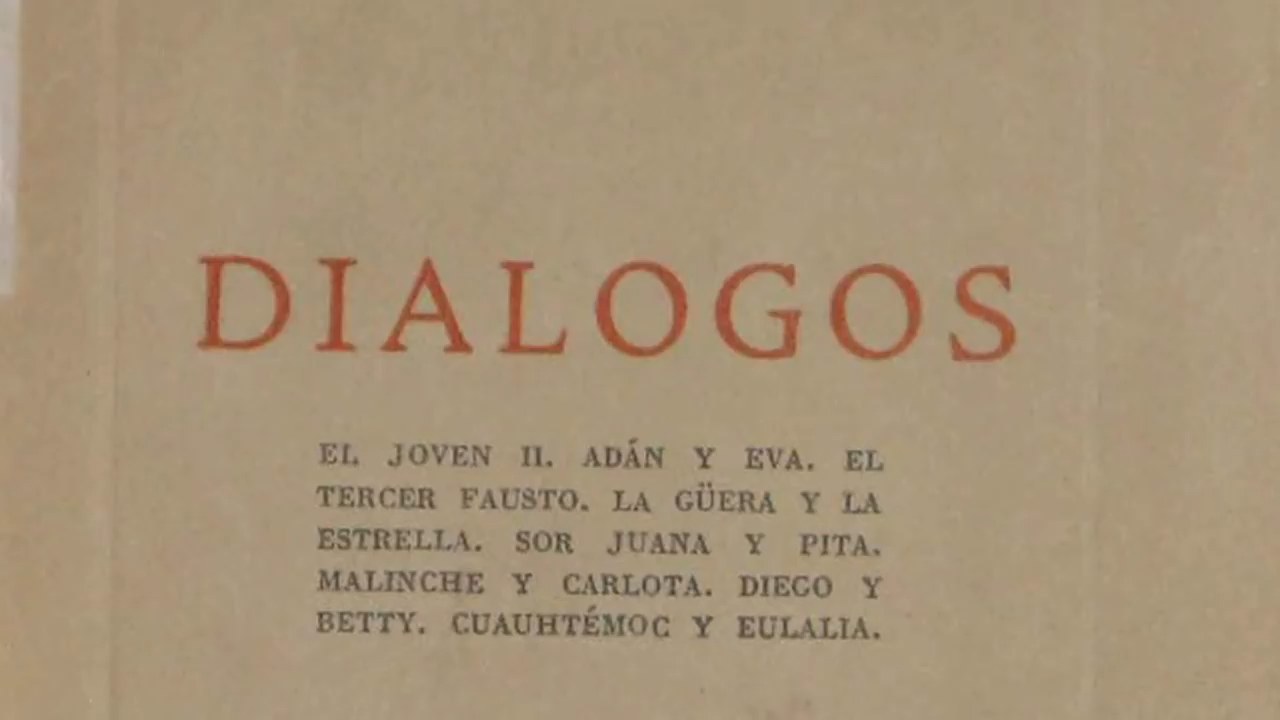 DIALOGOS
EL JOVEN II. ADÁN Y EVA. EL
TERCER FAUSTO. LA GÜERA Y LA
ESTRELLA. SOR JUANA Y PITA.
MALINCHE Y CARLOTA. DIEGO Y
BETTY. CUAUHTÉMOC Y EULALIA.